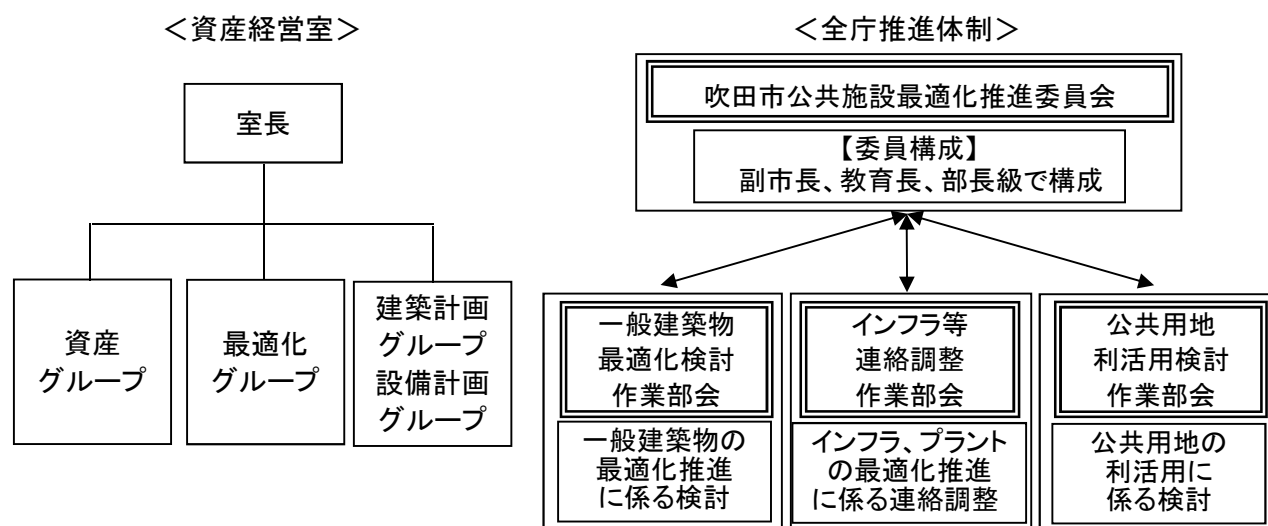 ＜資産経営室＞
室長
資産
グループ
最適化
グループ
建築計画
グループ
設備計画
グループ
＜全庁推進体制＞
吹田市公共施設最適化推進委員会
【委員構成】
副市長、教育長、部長級で構成
一般建築物
最適化検討
作業部会
一般建築物の
最適化推進
に係る検討
インフラ等
連絡調整
作業部会
インフラ、プラント
の最適化推進
に係る連絡調整
公共用地
利活用検討
作業部会
公共用地の
利活用に
係る検討